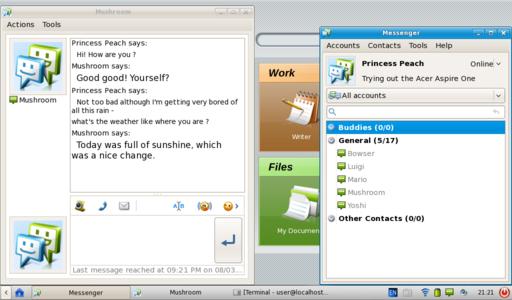 Mushroom
Actions Tools
Princess Peach says:
Hi! How are you ?
Mushroom says:
Good good! Yourself?
Princess Peach says:
Not too bad although I'm getting very bored of
all this rain -
what's the weather like where you are ?
Mushroom says:
Today was full of sunshine, which
was a nice change.
Mushroom
Last message reached at 09:21 PM on 08/03...
Work
Writer
Files
My Documen
Messenger
Accounts Contacts Tools Help
Princess Peach
Online
Trying out the Acer Aspire One
All accounts
Buddies (0/0)
General (5/17)
Bowser
Luigi
Mario
Mushroom
Yoshi
Other Contacts (0/0)
Messenger
Mushroom
[Terminal - user@localhost...
EN
21:21